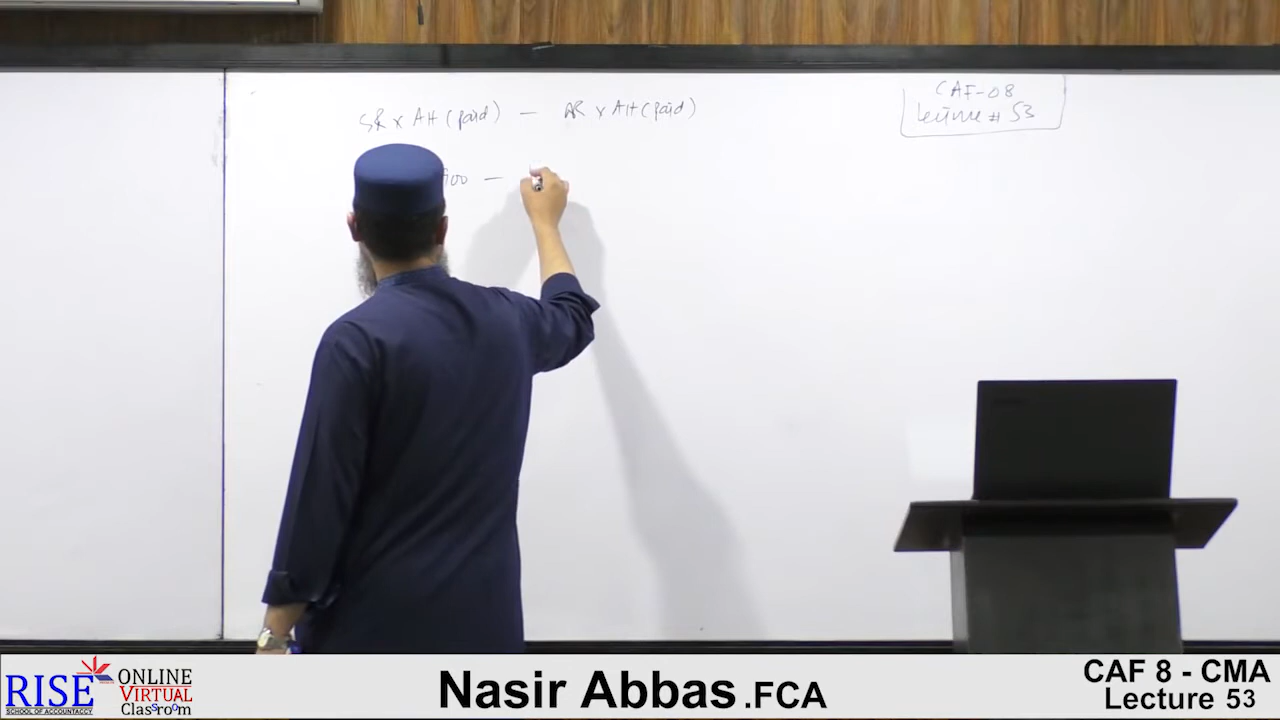 SR x AH (paid) — AR x AH (paid)
00 —
CAF-08
Lecture # 53
RISE
SCHOOL OF ACCOUNTANCY
ONLINE
VIRTUAL
Classroom
Nasir Abbas .FCA
CAF 8 - CMA
Lecture 53